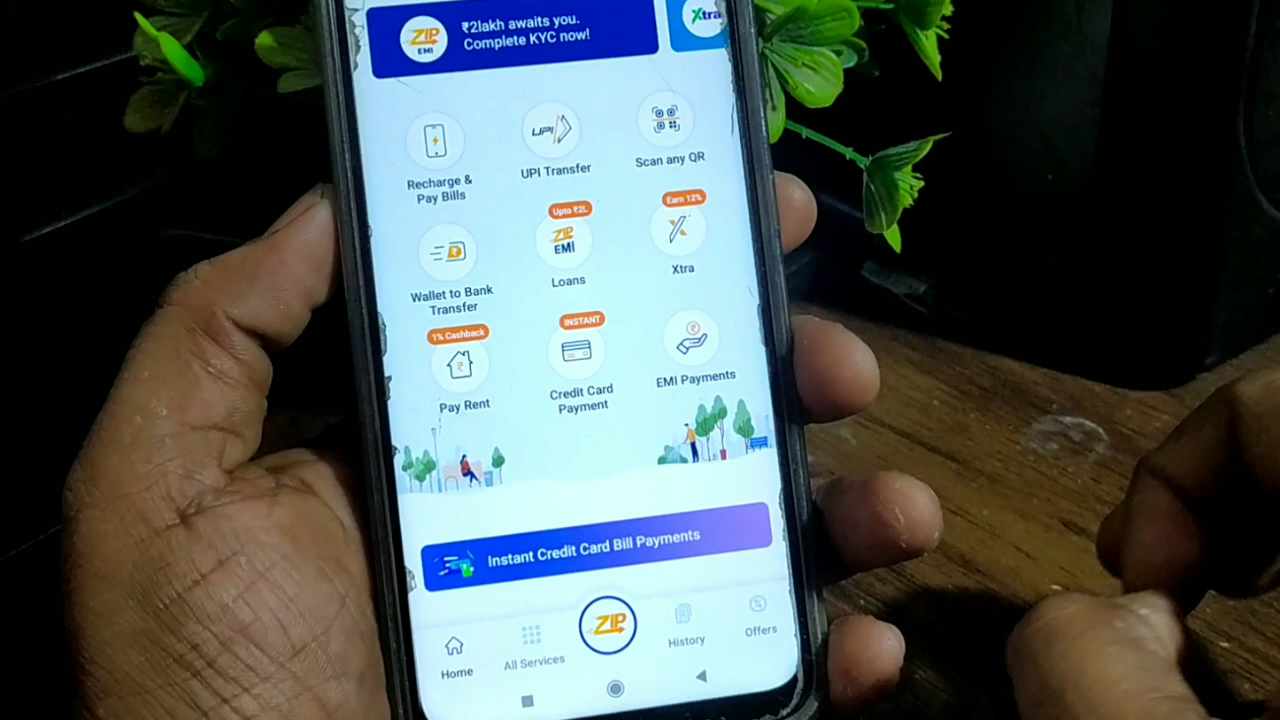 ZIP
EMI
₹2lakh awaits you.
Complete KYC now!
Xtra
Recharge &
Pay Bills
UPI
UPI Transfer
Scan any QR
Wallet to Bank
Transfer
Upto ₹2L
ZIP
EMI
Loans
Earn 12%
Xtra
1% Cashback
Pay Rent
INSTANT
Credit Card
Payment
EMI Payments
Instant Credit Card Bill Payments
Home
All Services
ZIP
History
Offers